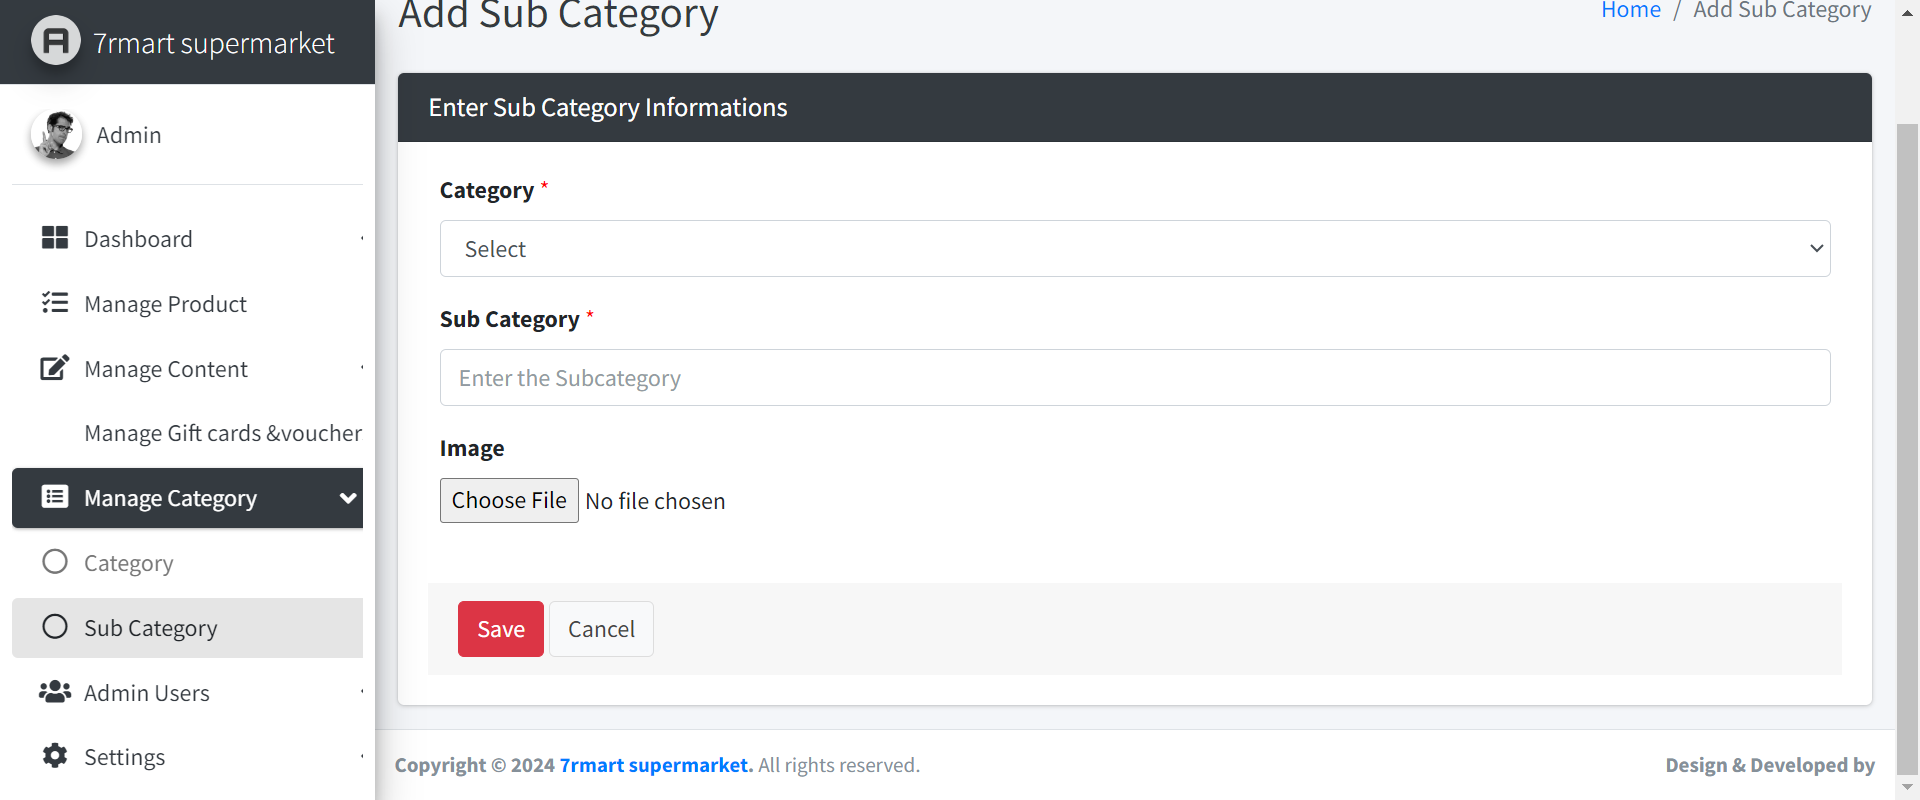 7rmart supermarket
Admin
Dashboard
Manage Product
Manage Content
Manage Gift cards &voucher
Manage Category
Category
Sub Category
Admin Users
Settings
Add Sub Category
Home / Add Sub Category
Enter Sub Category Informations
Category *
Select
Sub Category *
Enter the Subcategory
Image
Choose File No file chosen
Save Cancel
Copyright © 2024 7rmart supermarket. All rights reserved.
Design & Developed by